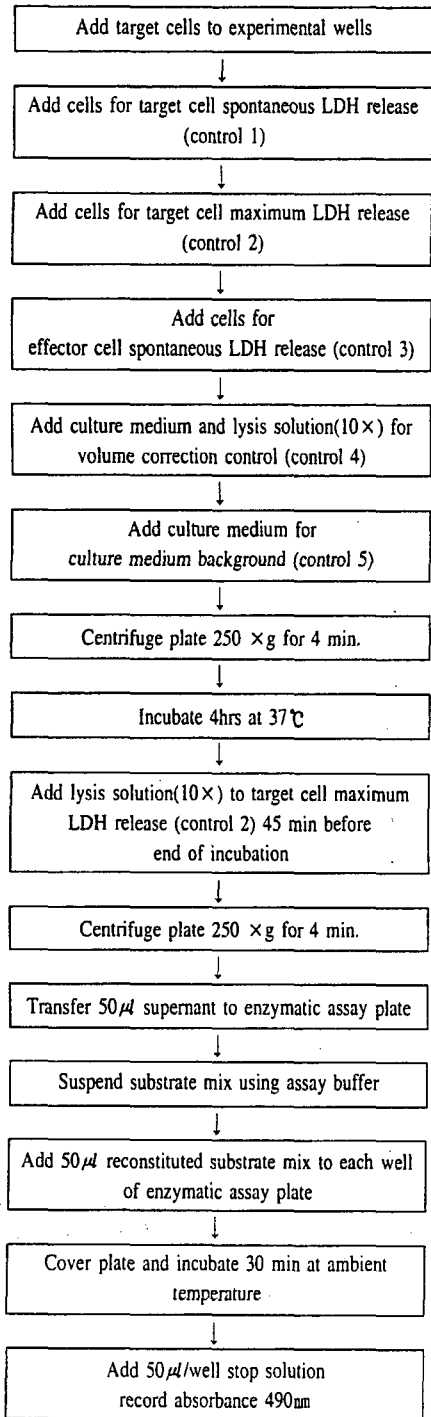 Add target cells to experimental wells
↓
Add cells for target cell spontaneous LDH release
(control 1)
↓
Add cells for target cell maximum LDH release
(control 2)
↓
Add cells for
effector cell spontaneous LDH release (control 3)
↓
Add culture medium and lysis solution(10×) for
volume correction control (control 4)
↓
Add culture medium for
culture medium background (control 5)
↓
Centrifuge plate 250 ×g for 4 min.
↓
Incubate 4hrs at 37℃
↓
Add lysis solution(10×) to target cell maximum
LDH release (control 2) 45 min before
end of incubation
↓
Centrifuge plate 250 ×g for 4 min.
↓
Transfer 50㎕ supernant to enzymatic assay plate
↓
Suspend substrate mix using assay buffer
↓
Add 50㎕ reconstituted substrate mix to each well
of enzymatic assay plate
↓
Cover plate and incubate 30 min at ambient
temperature
↓
Add 50㎕/well stop solution
record absorbance 490㎚